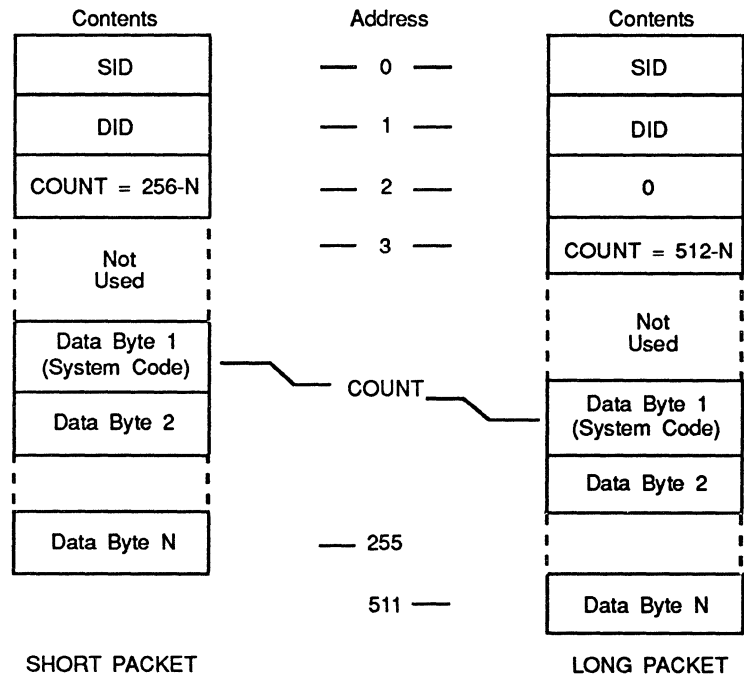 Contents
Address
Contents
SID
0
SID
DID
1
DID
COUNT = 256-N
2
0
Not
Used
3
COUNT = 512-N
Data Byte 1
(System Code)
COUNT
Not
Used
Data Byte 2
Data Byte 1
(System Code)
Data Byte 2
Data Byte N
255
511
Data Byte N
SHORT PACKET
LONG PACKET